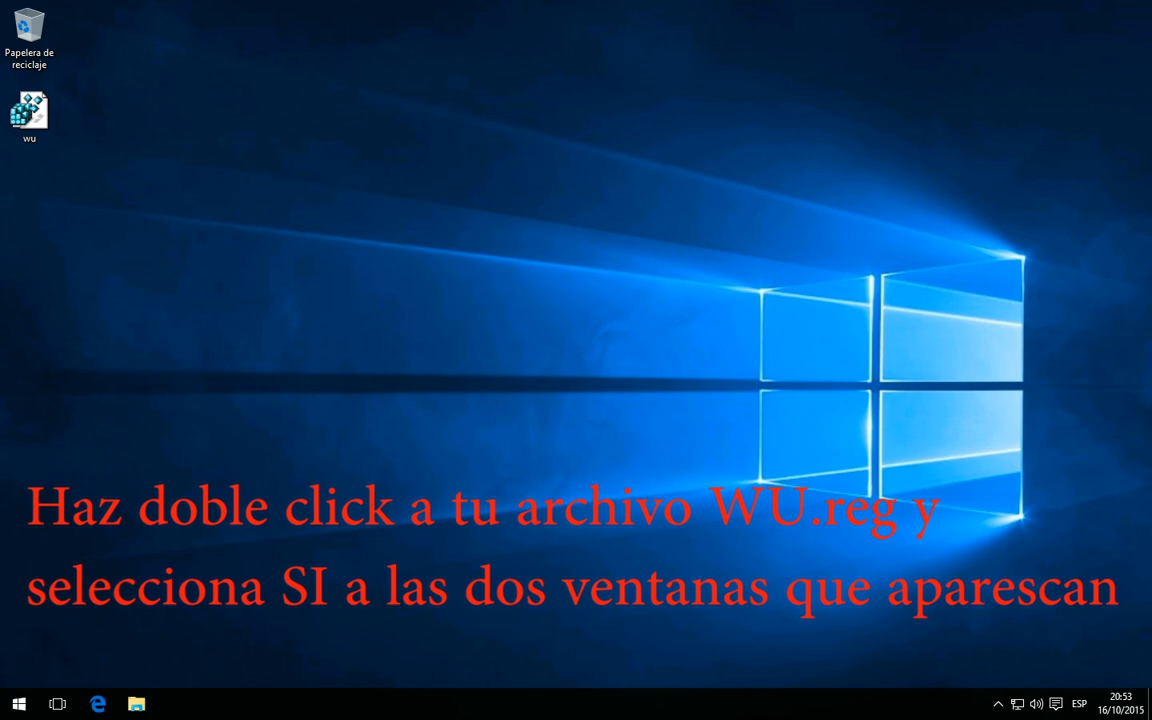 Papelera de
reciclaje
wu
Haz doble click a tu archivo WU.reg y
selecciona SI a las dos ventanas que aparescan
ESP
20:53
16/10/2015